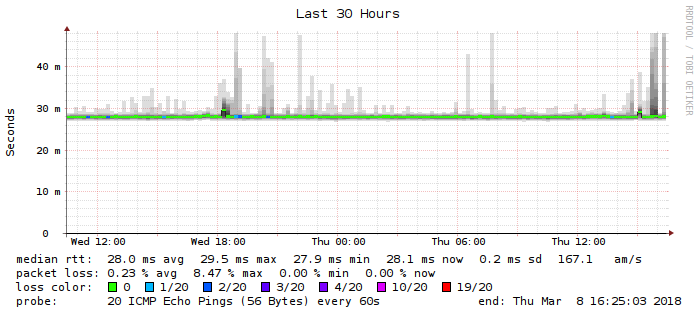 Last 30 Hours
RRDTOOL / TOBI OETIKER
Seconds
40 m
30 m
20 m
10 m
0
Wed 12:00 Wed 18:00 Thu 00:00 Thu 06:00 Thu 12:00
median rtt: 28.0 ms avg 29.5 ms max 27.9 ms min 28.1 ms now 0.2 ms sd 167.1 am/s
packet loss: 0.23 % avg 8.47 % max 0.00 % min 0.00 % now
loss color: 0 1/20 2/20 3/20 4/20 10/20 19/20
probe: 20 ICMP Echo Pings (56 Bytes) every 60s end: Thu Mar 8 16:25:03 2018